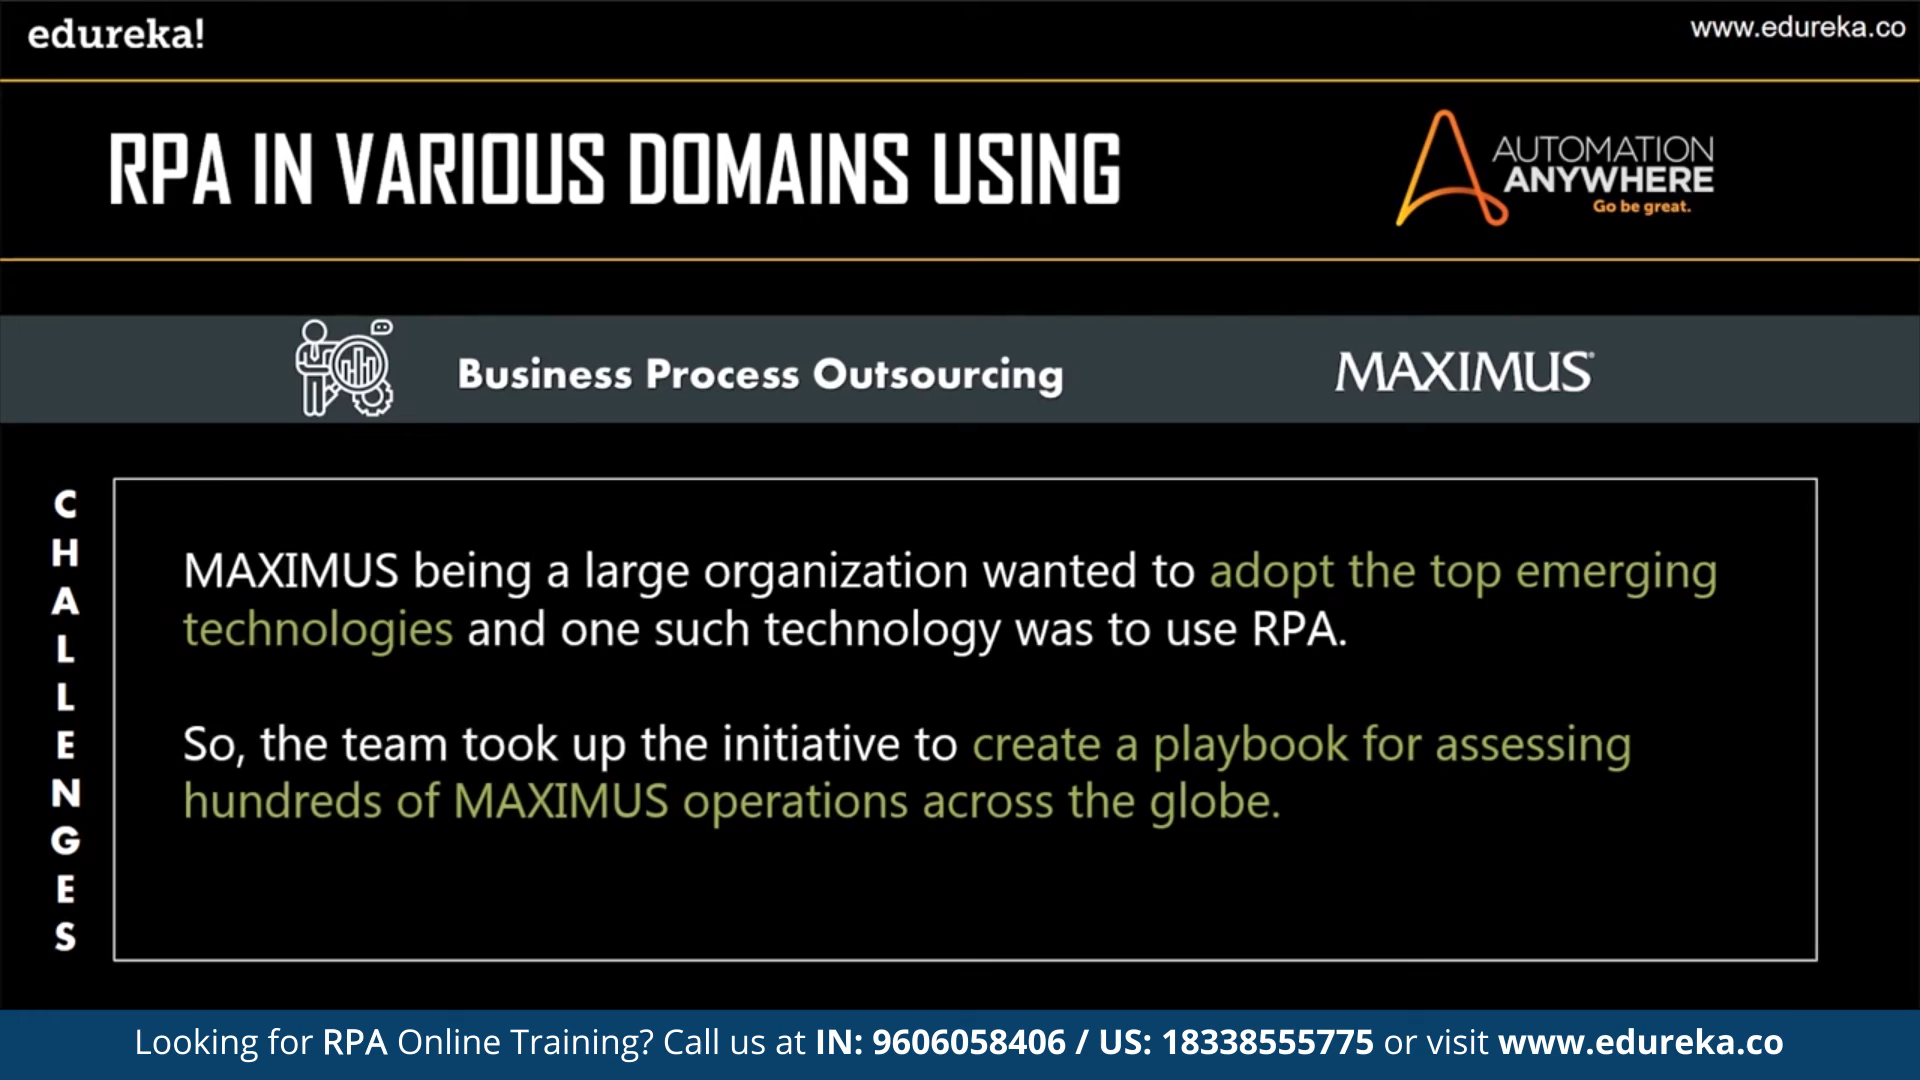 edureka!
www.edureka.co
RPA IN VARIOUS DOMAINS USING
AUTOMATION
ANYWHERE
Go be great.
Business Process Outsourcing
MAXIMUS
CHALLENGES
MAXIMUS being a large organization wanted to adopt the top emerging
technologies and one such technology was to use RPA.
So, the team took up the initiative to create a playbook for assessing
hundreds of MAXIMUS operations across the globe.
Looking for RPA Online Training? Call us at IN: 9606058406 / US: 18338555775 or visit www.edureka.co